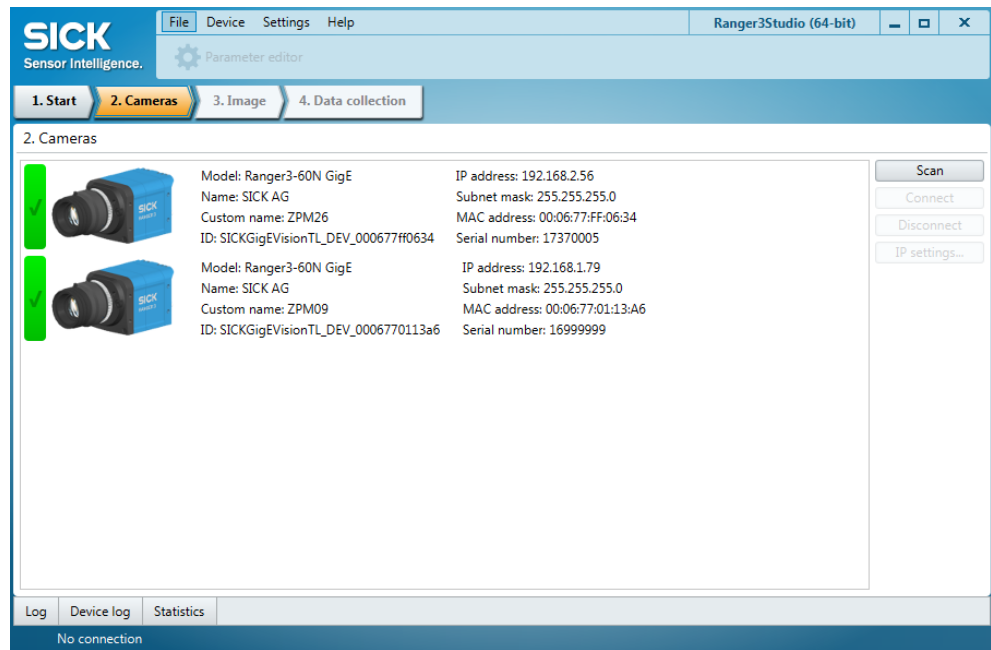 SICK
Sensor Intelligence.
File Device Settings Help
Ranger3Studio (64-bit)
Parameter editor
1. Start 2. Cameras 3. Image 4. Data collection
2. Cameras
Model: Ranger3-60N GigE IP address: 192.168.2.56
Name: SICK AG Subnet mask: 255.255.255.0
Custom name: ZPM26 MAC address: 00:06:77:FF:06:34
ID: SICKGigEVisionTL_DEV_000677ff0634 Serial number: 17370005
SICK
Model: Ranger3-60N GigE IP address: 192.168.1.79
Name: SICK AG Subnet mask: 255.255.255.0
Custom name: ZPM09 MAC address: 00:06:77:01:13:A6
ID: SICKGigEVisionTL_DEV_0006770113a6 Serial number: 16999999
SICK
Scan
Connect
Disconnect
IP settings...
Log Device log Statistics
No connection